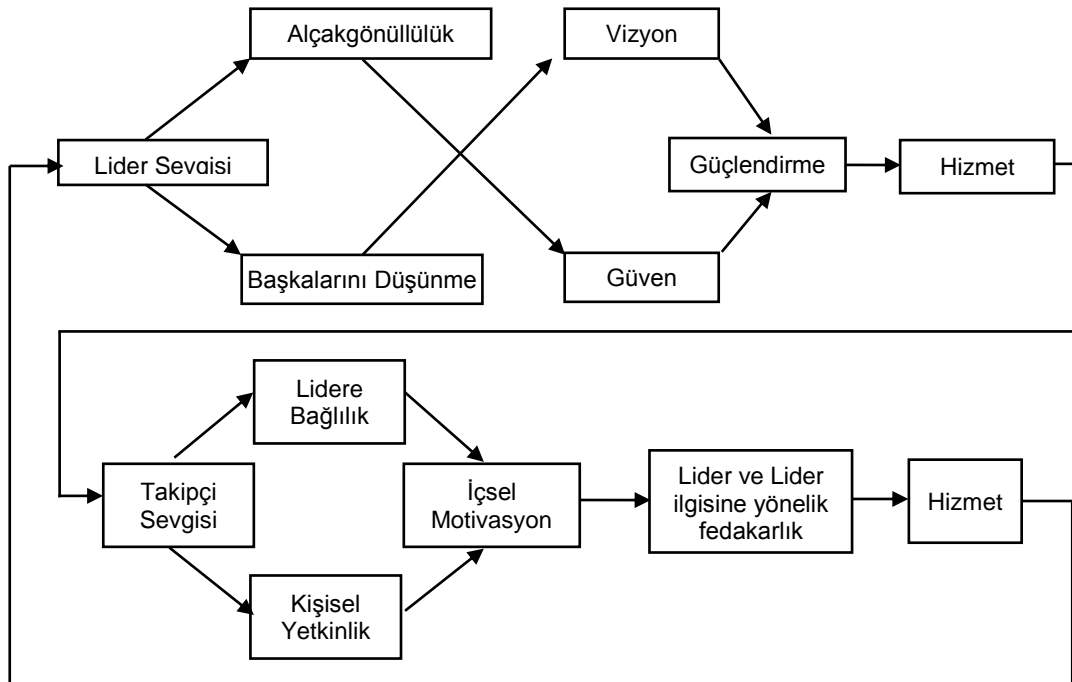 Alçakgönüllülük
Vizyon
Lider Sevgisi
Güçlendirme
Hizmet
Başkalarını Düşünme
Güven
Lidere
Bağlılık
Takipçi
Sevgisi
İçsel
Motivasyon
Lider ve Lider
ilgisine yönelik
fedakarlık
Hizmet
Kişisel
Yetkinlik